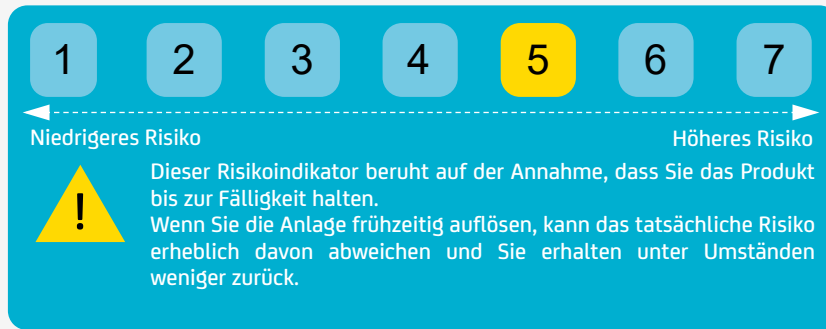 1 2 3 4 5 6 7
Niedrigeres Risiko Höheres Risiko
!
Dieser Risikoindikator beruht auf der Annahme, dass Sie das Produkt
bis zur Fälligkeit halten.
Wenn Sie die Anlage frühzeitig auflösen, kann das tatsächliche Risiko
erheblich davon abweichen und Sie erhalten unter Umständen
weniger zurück.